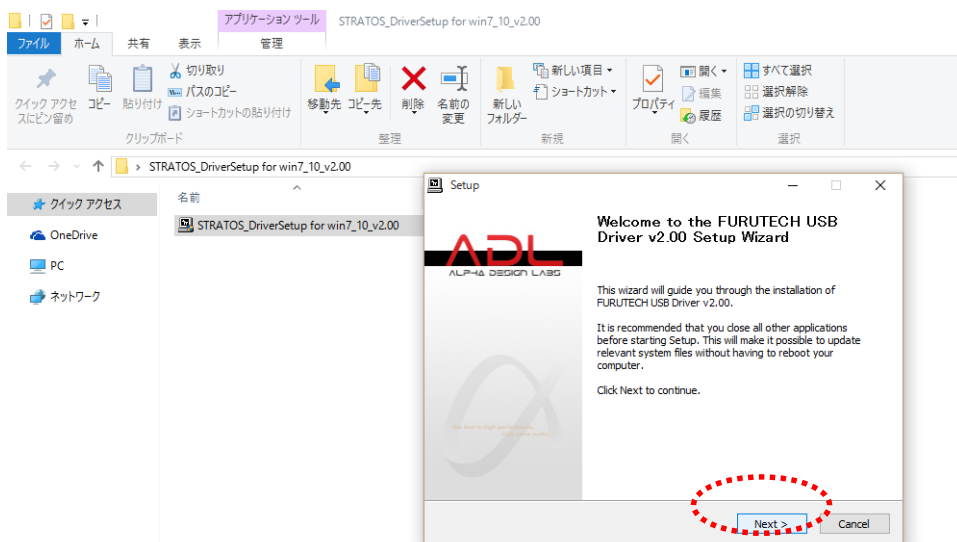 アプリケーション ツール
STRATOS_DriverSetup for win7_10_v2.00
ファイル
ホーム
共有
表示
管理
クイック アクセ
スにピン留め
コピー
貼り付け
切り取り
パスのコピー
ショートカットの貼り付け
クリップボード
移動先
コピー先
削除
名前の
変更
整理
新しい
フォルダー
新しい項目
ショートカット
新規
プロパティ
開く
編集
履歴
開く
すべて選択
選択解除
選択の切り替え
選択
STRATOS_DriverSetup for win7_10_v2.00
クイック アクセス
OneDrive
PC
ネットワーク
名前
STRATOS_DriverSetup for win7_10_v2.00
Setup
ADL
ALPHA DESIGN LABS
Welcome to the FURUTECH USB
Driver v2.00 Setup Wizard
This wizard will guide you through the installation of
FURUTECH USB Driver v2.00.
It is recommended that you close all other applications
before starting Setup. This will make it possible to update
relevant system files without having to reboot your
computer.
Click Next to continue.
Next >
Cancel